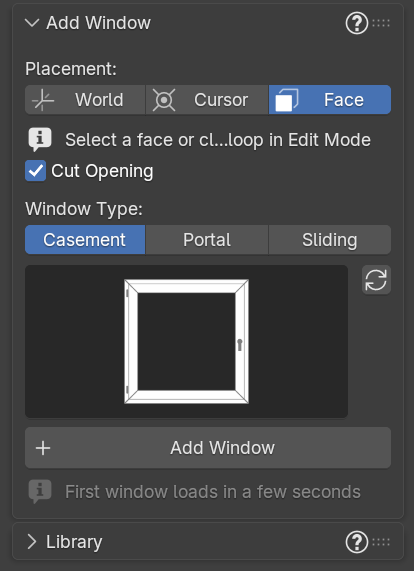 Add Window
Placement:
World Cursor Face
Select a face or cl...loop in Edit Mode
Cut Opening
Window Type:
Casement Portal Sliding
Add Window
First window loads in a few seconds
Library